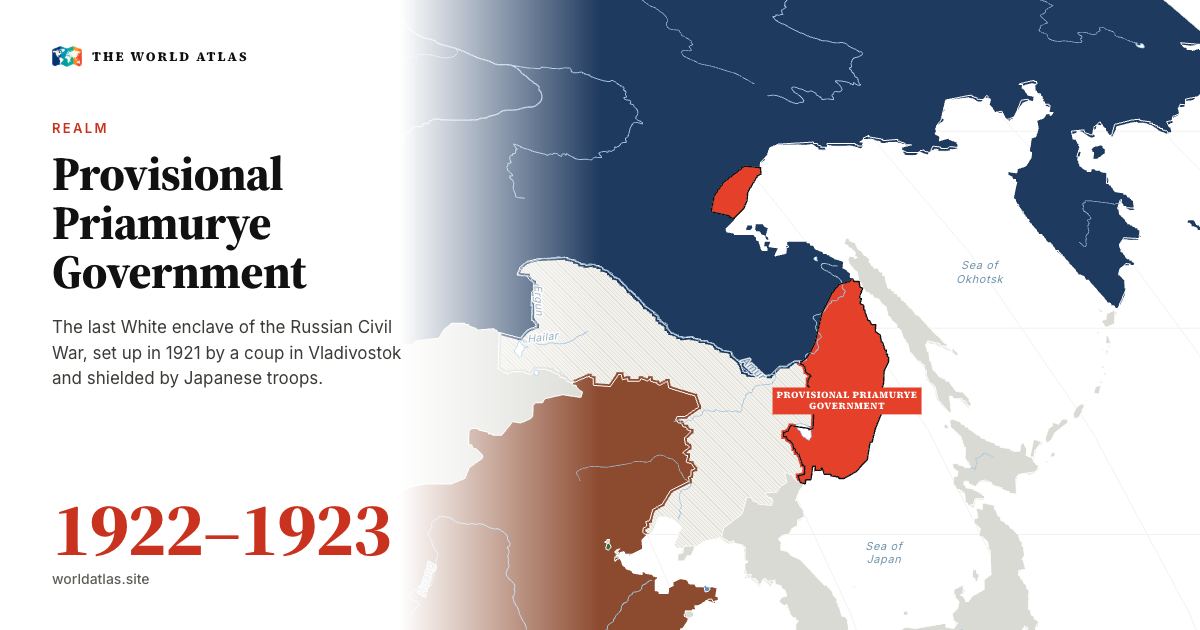 THE WORLD ATLAS
REALM
Provisional
Priamurye
Government
The last White enclave of the Russian Civil
War, set up in 1921 by a coup in Vladivostok
and shielded by Japanese troops.
1922–1923
worldatlas.site
Sea of
Okhotsk
Ergun
Hailar
Amur
PROVISIONAL PRIAMURYE
GOVERNMENT
Sea of
Japan